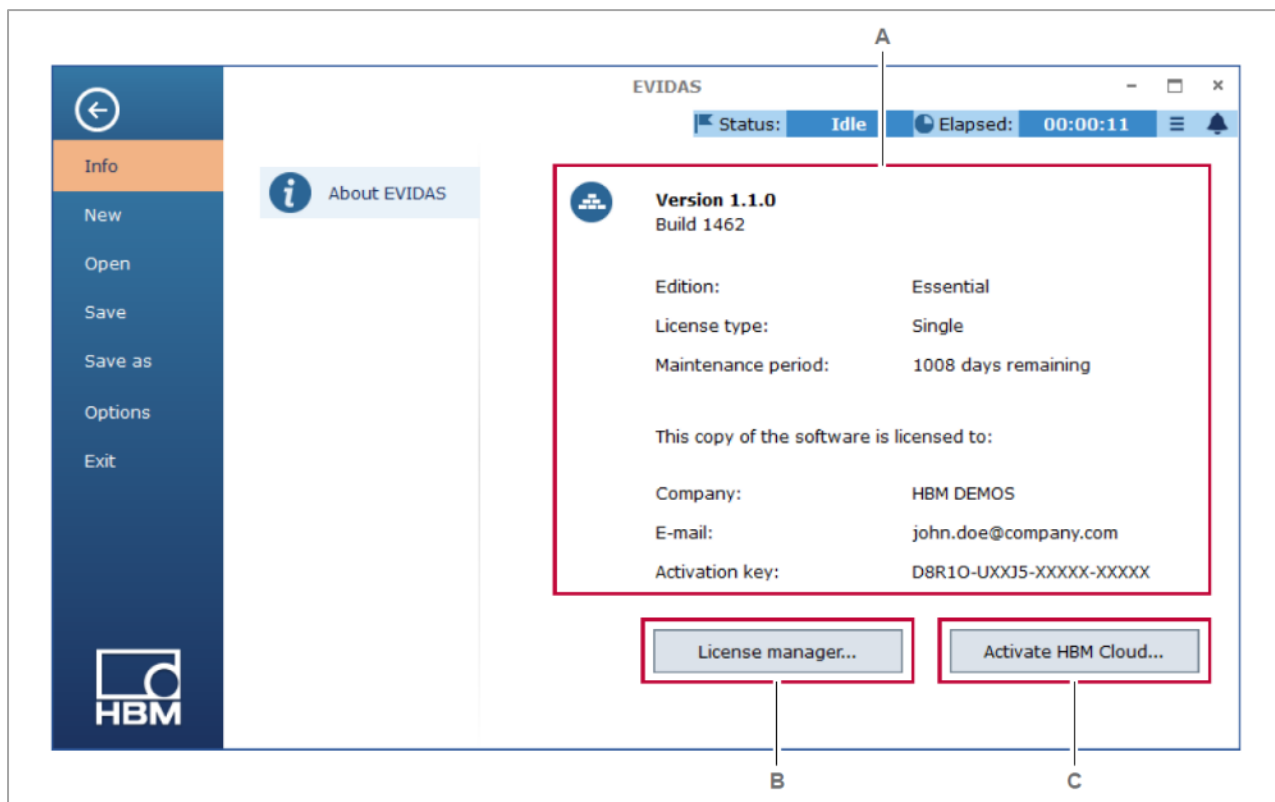 A
EVIDAS
Status: Idle Elapsed: 00:00:11
Info
New
Open
Save
Save as
Options
Exit
HBM
About EVIDAS
Version 1.1.0
Build 1462
Edition: Essential
License type: Single
Maintenance period: 1008 days remaining
This copy of the software is licensed to:
Company: HBM DEMOS
E-mail: john.doe@company.com
Activation key: D8R1O-UXXJ5-XXXXX-XXXXX
License manager... Activate HBM Cloud...
B C